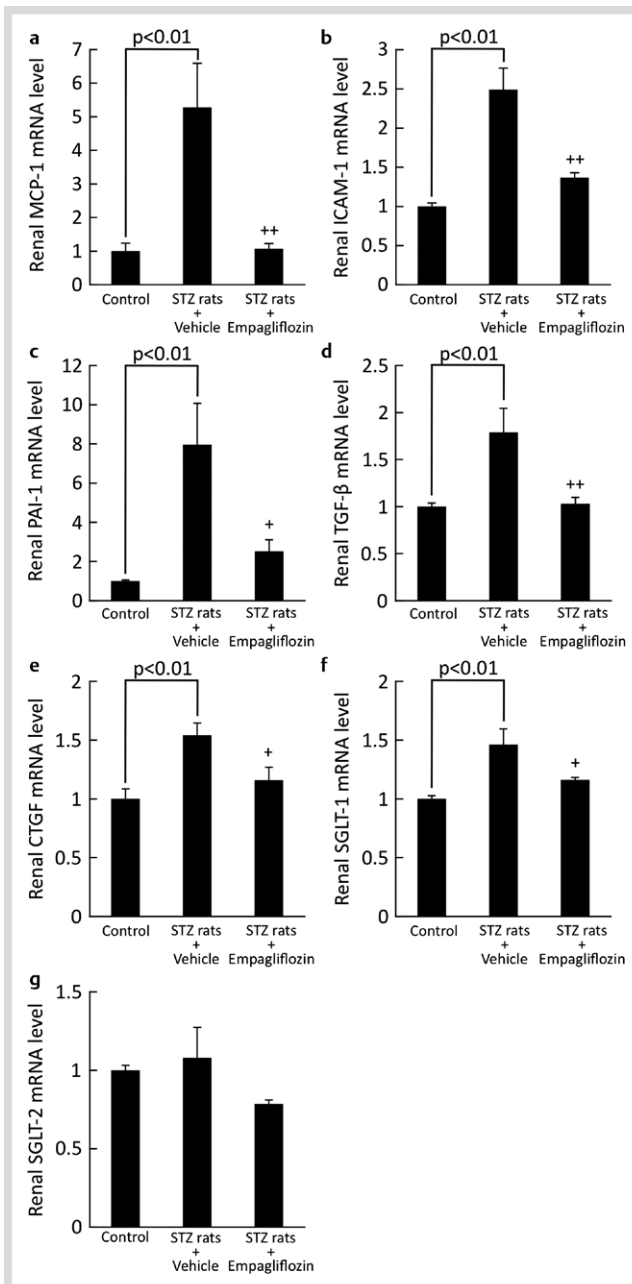 a
p<0.01
Renal MCP-1 mRNA level
7
6
5
4
3
2
1
0
Control
STZ rats
+
Vehicle
STZ rats
+
Empagliflozin
++
b
p<0.01
Renal ICAM-1 mRNA level
3
2.5
2
1.5
1
0.5
0
Control
STZ rats
+
Vehicle
STZ rats
+
Empagliflozin
++
c
p<0.01
Renal PAI-1 mRNA level
12
10
8
6
4
2
0
Control
STZ rats
+
Vehicle
STZ rats
+
Empagliflozin
+
d
p<0.01
Renal TGF-β mRNA level
2.5
2
1.5
1
0.5
0
Control
STZ rats
+
Vehicle
STZ rats
+
Empagliflozin
++
e
p<0.01
Renal CTGF mRNA level
2
1.5
1
0.5
0
Control
STZ rats
+
Vehicle
STZ rats
+
Empagliflozin
+
f
p<0.01
Renal SGLT-1 mRNA level
2
1.5
1
0.5
0
Control
STZ rats
+
Vehicle
STZ rats
+
Empagliflozin
+
g
Renal SGLT-2 mRNA level
1.5
1
0.5
0
Control
STZ rats
+
Vehicle
STZ rats
+
Empagliflozin